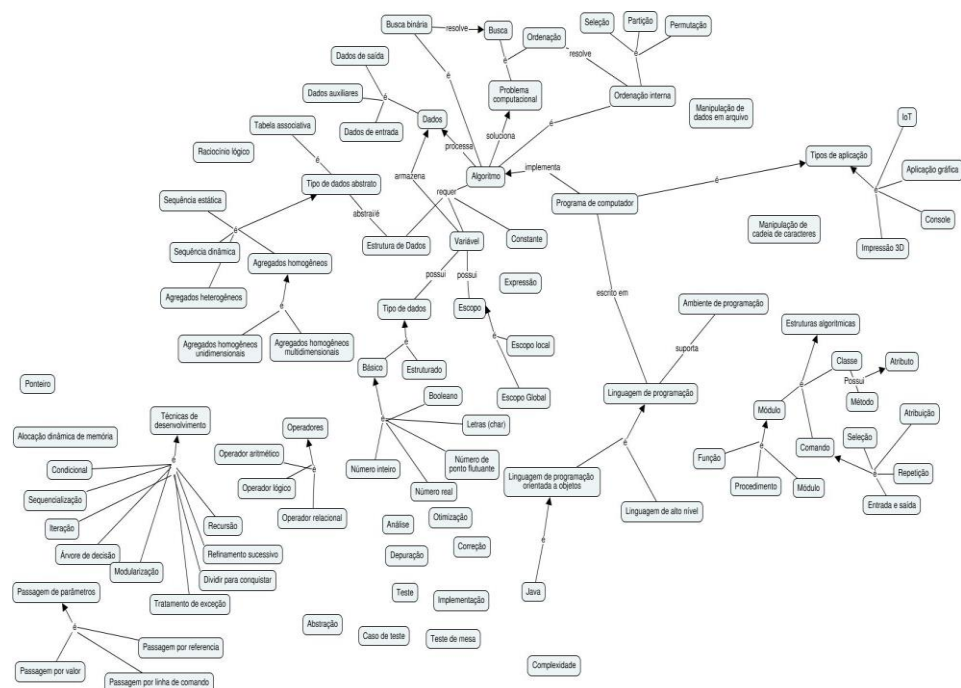 Busca binária
resolve
Busca
Ordenação
Seleção
Partição
Permutação
é
é
resolve
Dados de saída
Dados auxiliares
é
Dados de entrada
Dados
é
Problema
computacional
Ordenação interna
Manipulação de
dados em arquivo
IoT
Tabela associativa
Raciocínio lógico
é
processa
soluciona
é
Tipos de aplicação
Aplicação gráfica
Tipo de dados abstrato
armazena
Algoritmo
implementa
é
é
Sequência estática
requer
Programa de computador
Console
abstrai/é
é
Sequência dinâmica
Estrutura de Dados
Variável
Constante
Manipulação de
cadeia de caracteres
Impressão 3D
Agregados homogêneos
possui
possui
Agregados heterogêneos
Expressão
escrito em
é
Tipo de dados
Escopo
Ambiente de programação
Estruturas algorítmicas
Agregados homogêneos
unidimensionais
Agregados homogêneos
multidimensionais
é
é
Escopo local
suporta
Classe
Atributo
Básico
Estruturado
Possui
Ponteiro
Booleano
Escopo Global
Linguagem de programação
é
Método
Módulo
Atribuição
Técnicas de
desenvolvimento
Operadores
é
Letras (char)
Seleção
Alocação dinâmica de memória
Comando
é
Condicional
é
Operador aritmético
é
Número inteiro
Número de
ponto flutuante
Função
é
é
Repetição
Sequencialização
Operador lógico
Número real
Linguagem de programação
orientada a objetos
Procedimento
Módulo
Entrada e saída
Iteração
Recursão
Operador relacional
Análise
Otimização
Linguagem de alto nível
Árvore de decisão
Refinamento sucessivo
Depuração
Correção
é
Modularização
Dividir para conquistar
Passagem de parâmetros
Tratamento de exceção
Teste
Implementação
Java
é
Abstração
Caso de teste
Teste de mesa
Passagem por referencia
Passagem por valor
Passagem por linha de comando
Complexidade